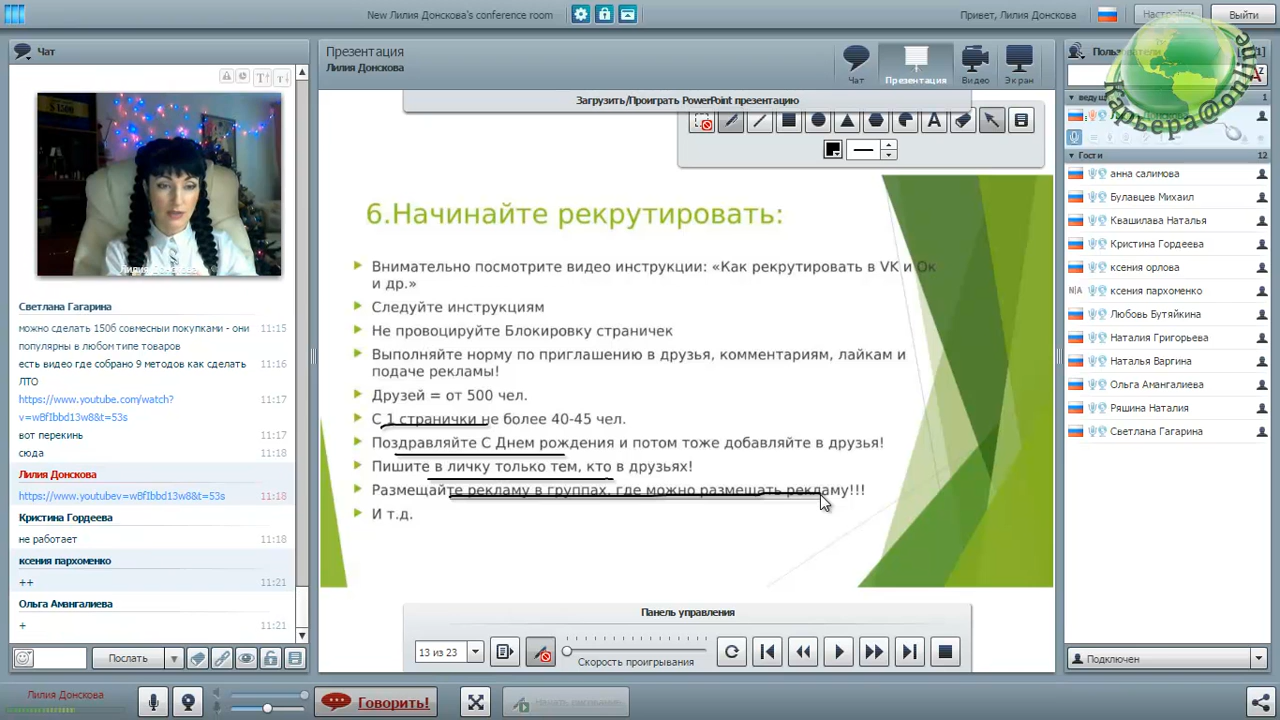 New Лилия Донскова's conference room
Привет, Лилия Донскова
Настройки
Выйти
Чат
Светлана Гагарина
можно сделать 150б совмесныи покупками - они популярны в любом типе товаров
11:15
есть видео где собрано 9 методов как сделать ЛТО
11:16
https://www.youtube.com/watch?v=wBfIbbd13w8&t=53s
11:17
вот перекинь
11:17
сюда
11:18
Лилия Донскова
https://www.youtubev=wBfIbbd13w8&t=53s
11:18
Кристина Гордеева
не работает
11:18
ксения пархоменко
++
11:21
Ольга Амангалиева
+
11:21
Послать
Презентация
Лилия Донскова
Чат
Презентация
Видео
Экран
Загрузить/Проиграть PowerPoint презентацию
6.Начинайте рекрутировать:
Внимательно посмотрите видео инструкции: «Как рекрутировать в VK и Ок
и др.»
Следуйте инструкциям
Не провоцируйте Блокировку страничек
Выполняйте норму по приглашению в друзья, комментариям, лайкам и
подаче рекламы!
Друзей = от 500 чел.
С 1 странички не более 40-45 чел.
Поздравляйте С Днем рождения и потом тоже добавляйте в друзья!
Пишите в личку только тем, кто в друзьях!
Размещайте рекламу в группах, где можно размещать рекламу!!!
И т.д.
Панель управления
13 из 23
Скорость проигрывания
Карьера@online
ведущ
1
Гости
12
анна салимова
Булавцев Михаил
Квашилава Наталья
Кристина Гордеева
ксения орлова
N/A ксения пархоменко
Любовь Бутяйкина
Наталия Григорьева
Наталья Варгина
Ольга Амангалиева
Ряшина Наталия
Светлана Гагарина
Подключен
Лилия Донскова
Говорить!